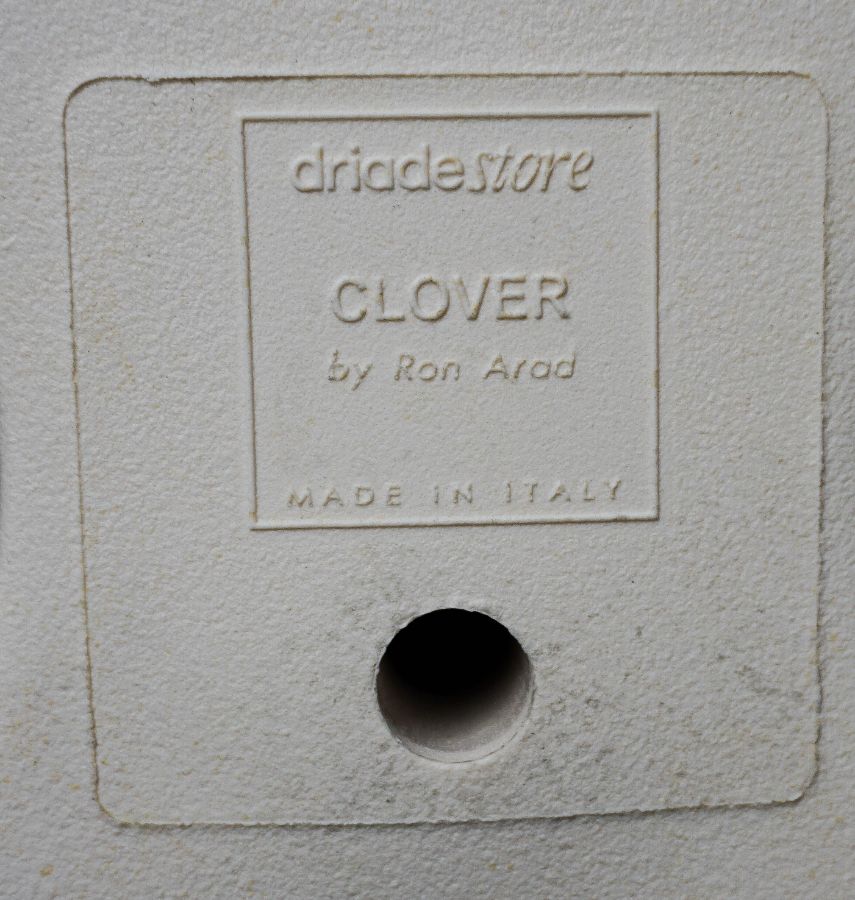 driadestore
CLOVER
by Ron Arad
MADE IN ITALY